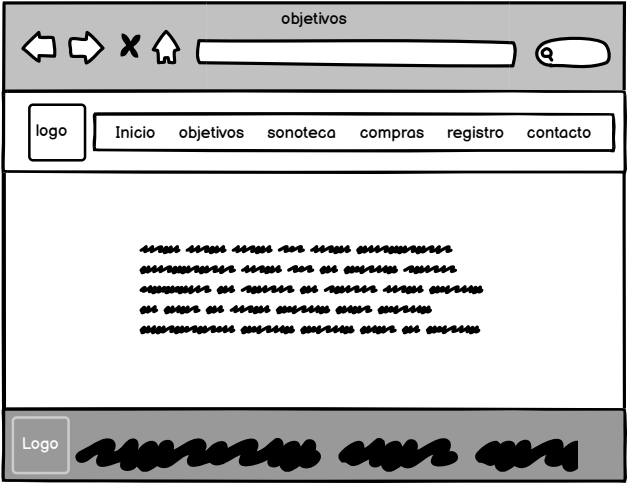 objetivos
logo
Inicio objetivos sonoteca compras registro contacto
Logo